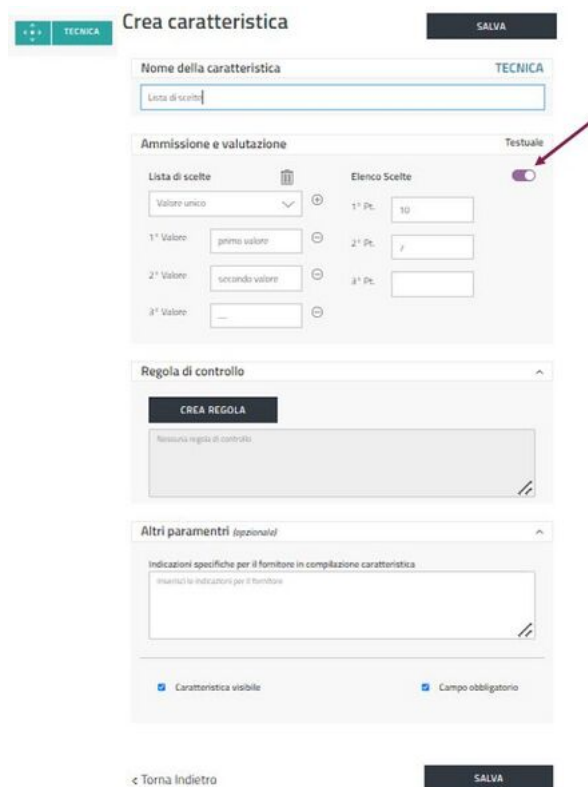 TECNICA
Crea caratteristica
SALVA
Nome della caratteristica TECNICA
Lista di scelte
Ammissione e valutazione Testuale
Lista di scelte Elenco Scelte
Valore unico
1° Pt. 10
1° Valore primo valore
2° Pt. 7
2° Valore secondo valore
3° Pt.
3° Valore ...
Regola di controllo
CREA REGOLA
Nessuna regola di controllo
Altri paramentri (opzionale)
Indicazioni specifiche per il fornitore in compilazione caratteristica
Inserisci le indicazioni per il fornitore
Caratteristica visibile Campo obbligatorio
< Torna Indietro SALVA